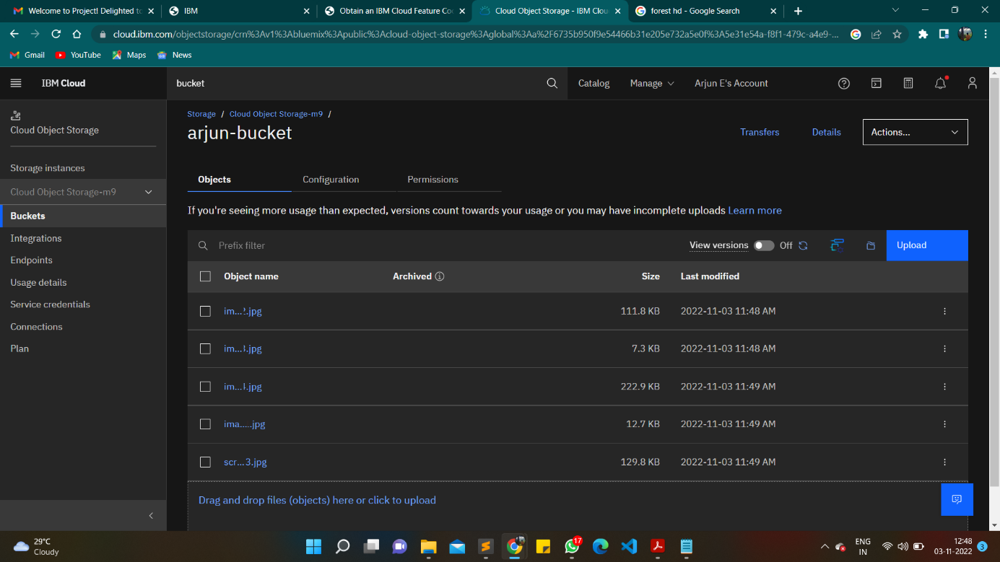 Welcome to Project! Delighted to
IBM
Obtain an IBM Cloud Feature Co
Cloud Object Storage - IBM Clou
forest hd - Google Search
cloud.ibm.com/objectstorage/crn%3Av1%3Abluemix%3Apublic%3Acloud-object-storage%3Aglobal%3Aa%2F6735b950f9e54466b31e205e732a5e0f%3A5e31e54a-f8f1-479c-a4e9-...
Gmail
YouTube
Maps
News
IBM Cloud
bucket
Catalog
Manage
Arjun E's Account
Cloud Object Storage
Storage instances
Cloud Object Storage-m9
Buckets
Integrations
Endpoints
Usage details
Service credentials
Connections
Plan
Storage / Cloud Object Storage-m9 /
arjun-bucket
Transfers
Details
Actions...
Objects
Configuration
Permissions
If you're seeing more usage than expected, versions count towards your usage or you may have incomplete uploads Learn more
Prefix filter
View versions
Off
Upload
Object name
Archived
Size
Last modified
111.8 KB
2022-11-03 11:48 AM
7.3 KB
2022-11-03 11:48 AM
222.9 KB
2022-11-03 11:49 AM
ima.....jpg
12.7 KB
2022-11-03 11:49 AM
scr...3.jpg
129.8 KB
2022-11-03 11:49 AM
Drag and drop files (objects) here or click to upload
29°C
Cloudy
17
ENG
IN
12:48
03-11-2022
3